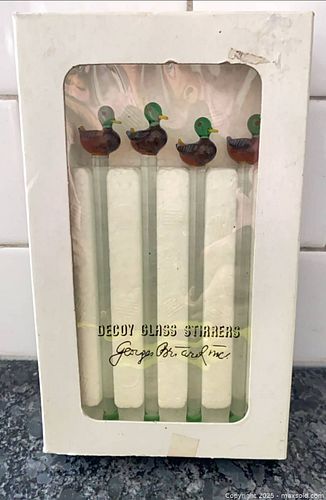 DECOY GLASS STIRRERS
Georges Briard inc
Copyright 2025 - maxsold.com